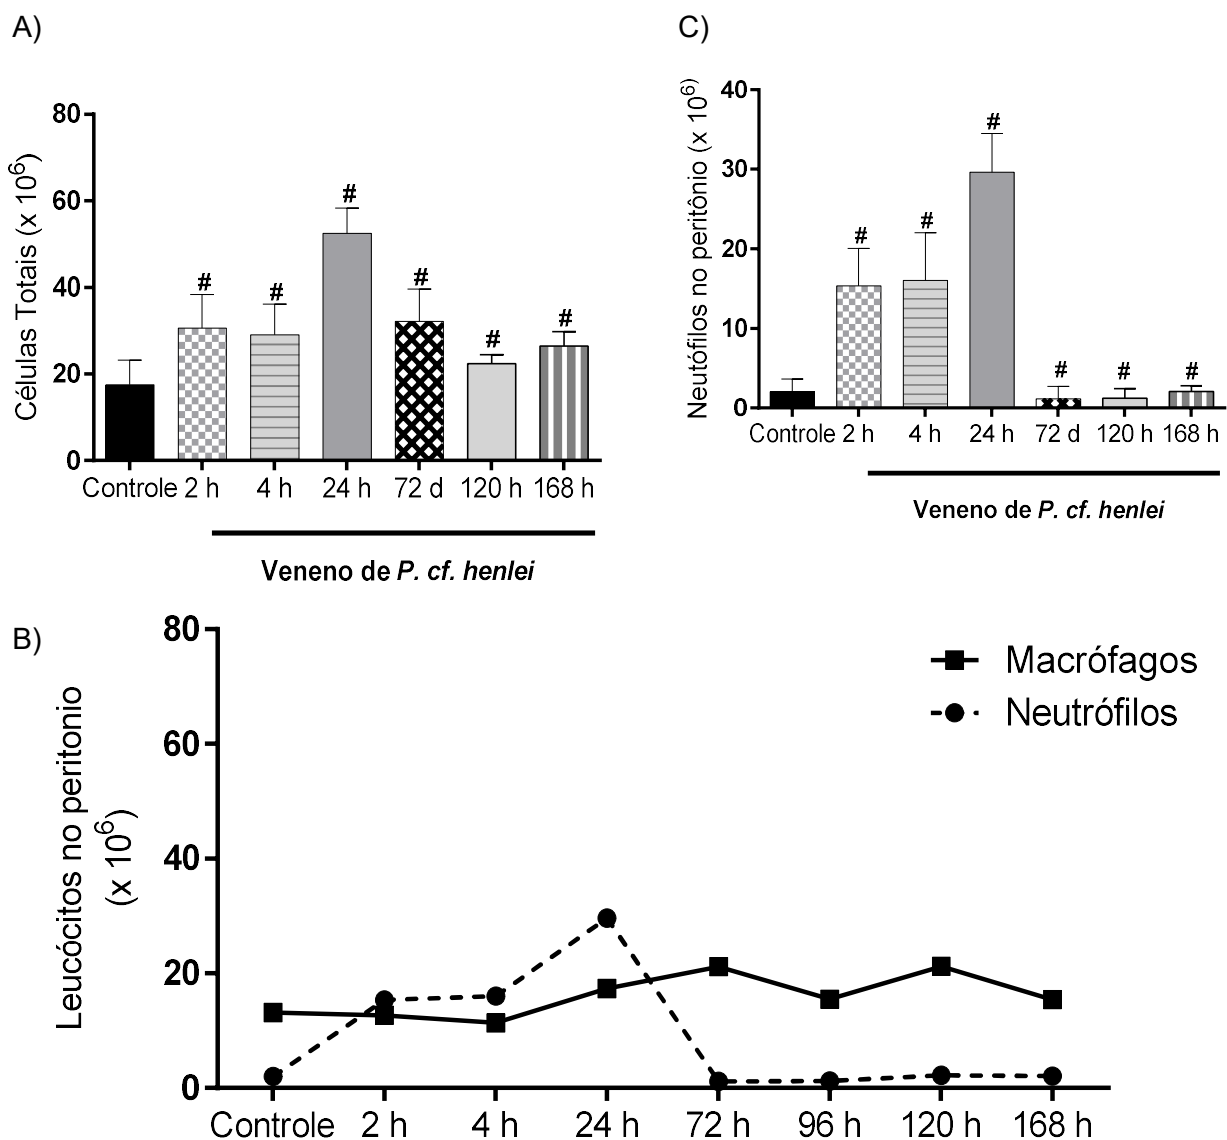 A)
Células Totais (x 10⁶)
80
60
40
20
0
# # # # # #
Controle 2 h 4 h 24 h 72 d 120 h 168 h
Veneno de P. cf. henlei
C)
Neutófilos no peritônio (x 10⁶)
40
30
20
10
0
# # # # # #
Controle 2 h 4 h 24 h 72 d 120 h 168 h
Veneno de P. cf. henlei
B)
Leucócitos no peritonio
(x 10⁶)
80
60
40
20
0
Macrófagos
Neutrófilos
Controle 2 h 4 h 24 h 72 h 96 h 120 h 168 h